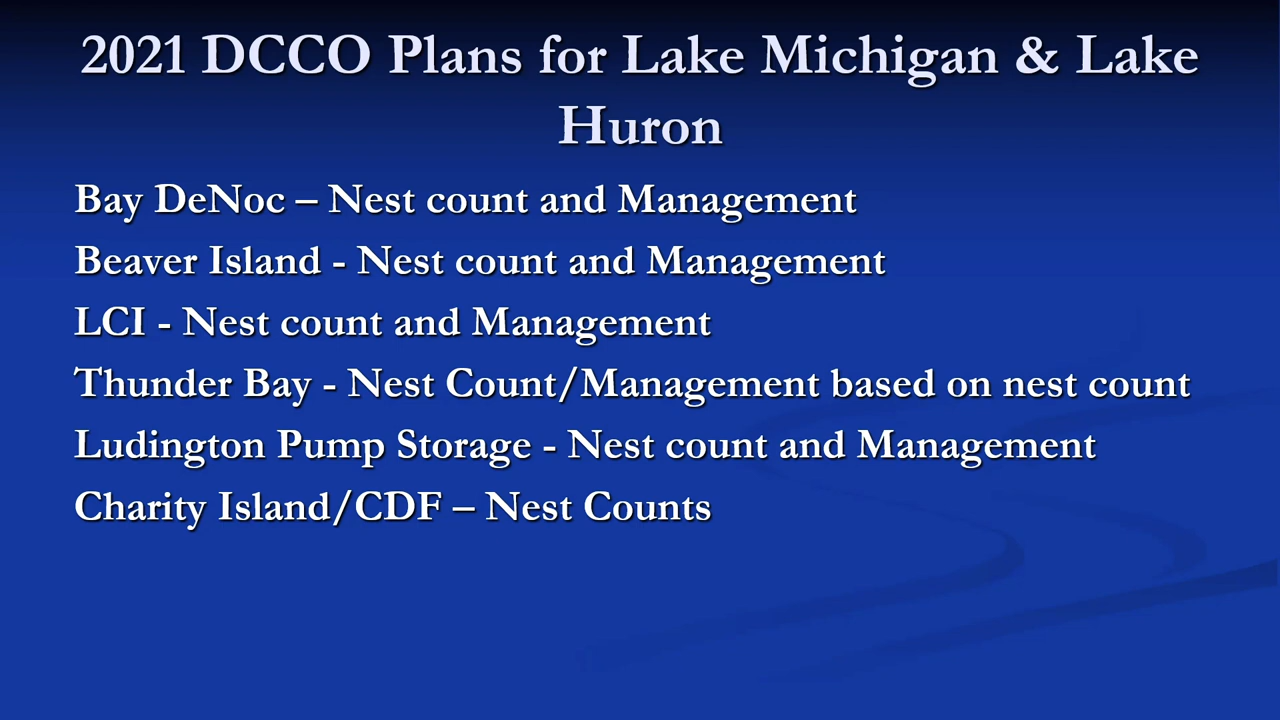 2021 DCCO Plans for Lake Michigan & Lake
Huron
Bay DeNoc – Nest count and Management
Beaver Island - Nest count and Management
LCI - Nest count and Management
Thunder Bay - Nest Count/Management based on nest count
Ludington Pump Storage - Nest count and Management
Charity Island/CDF – Nest Counts